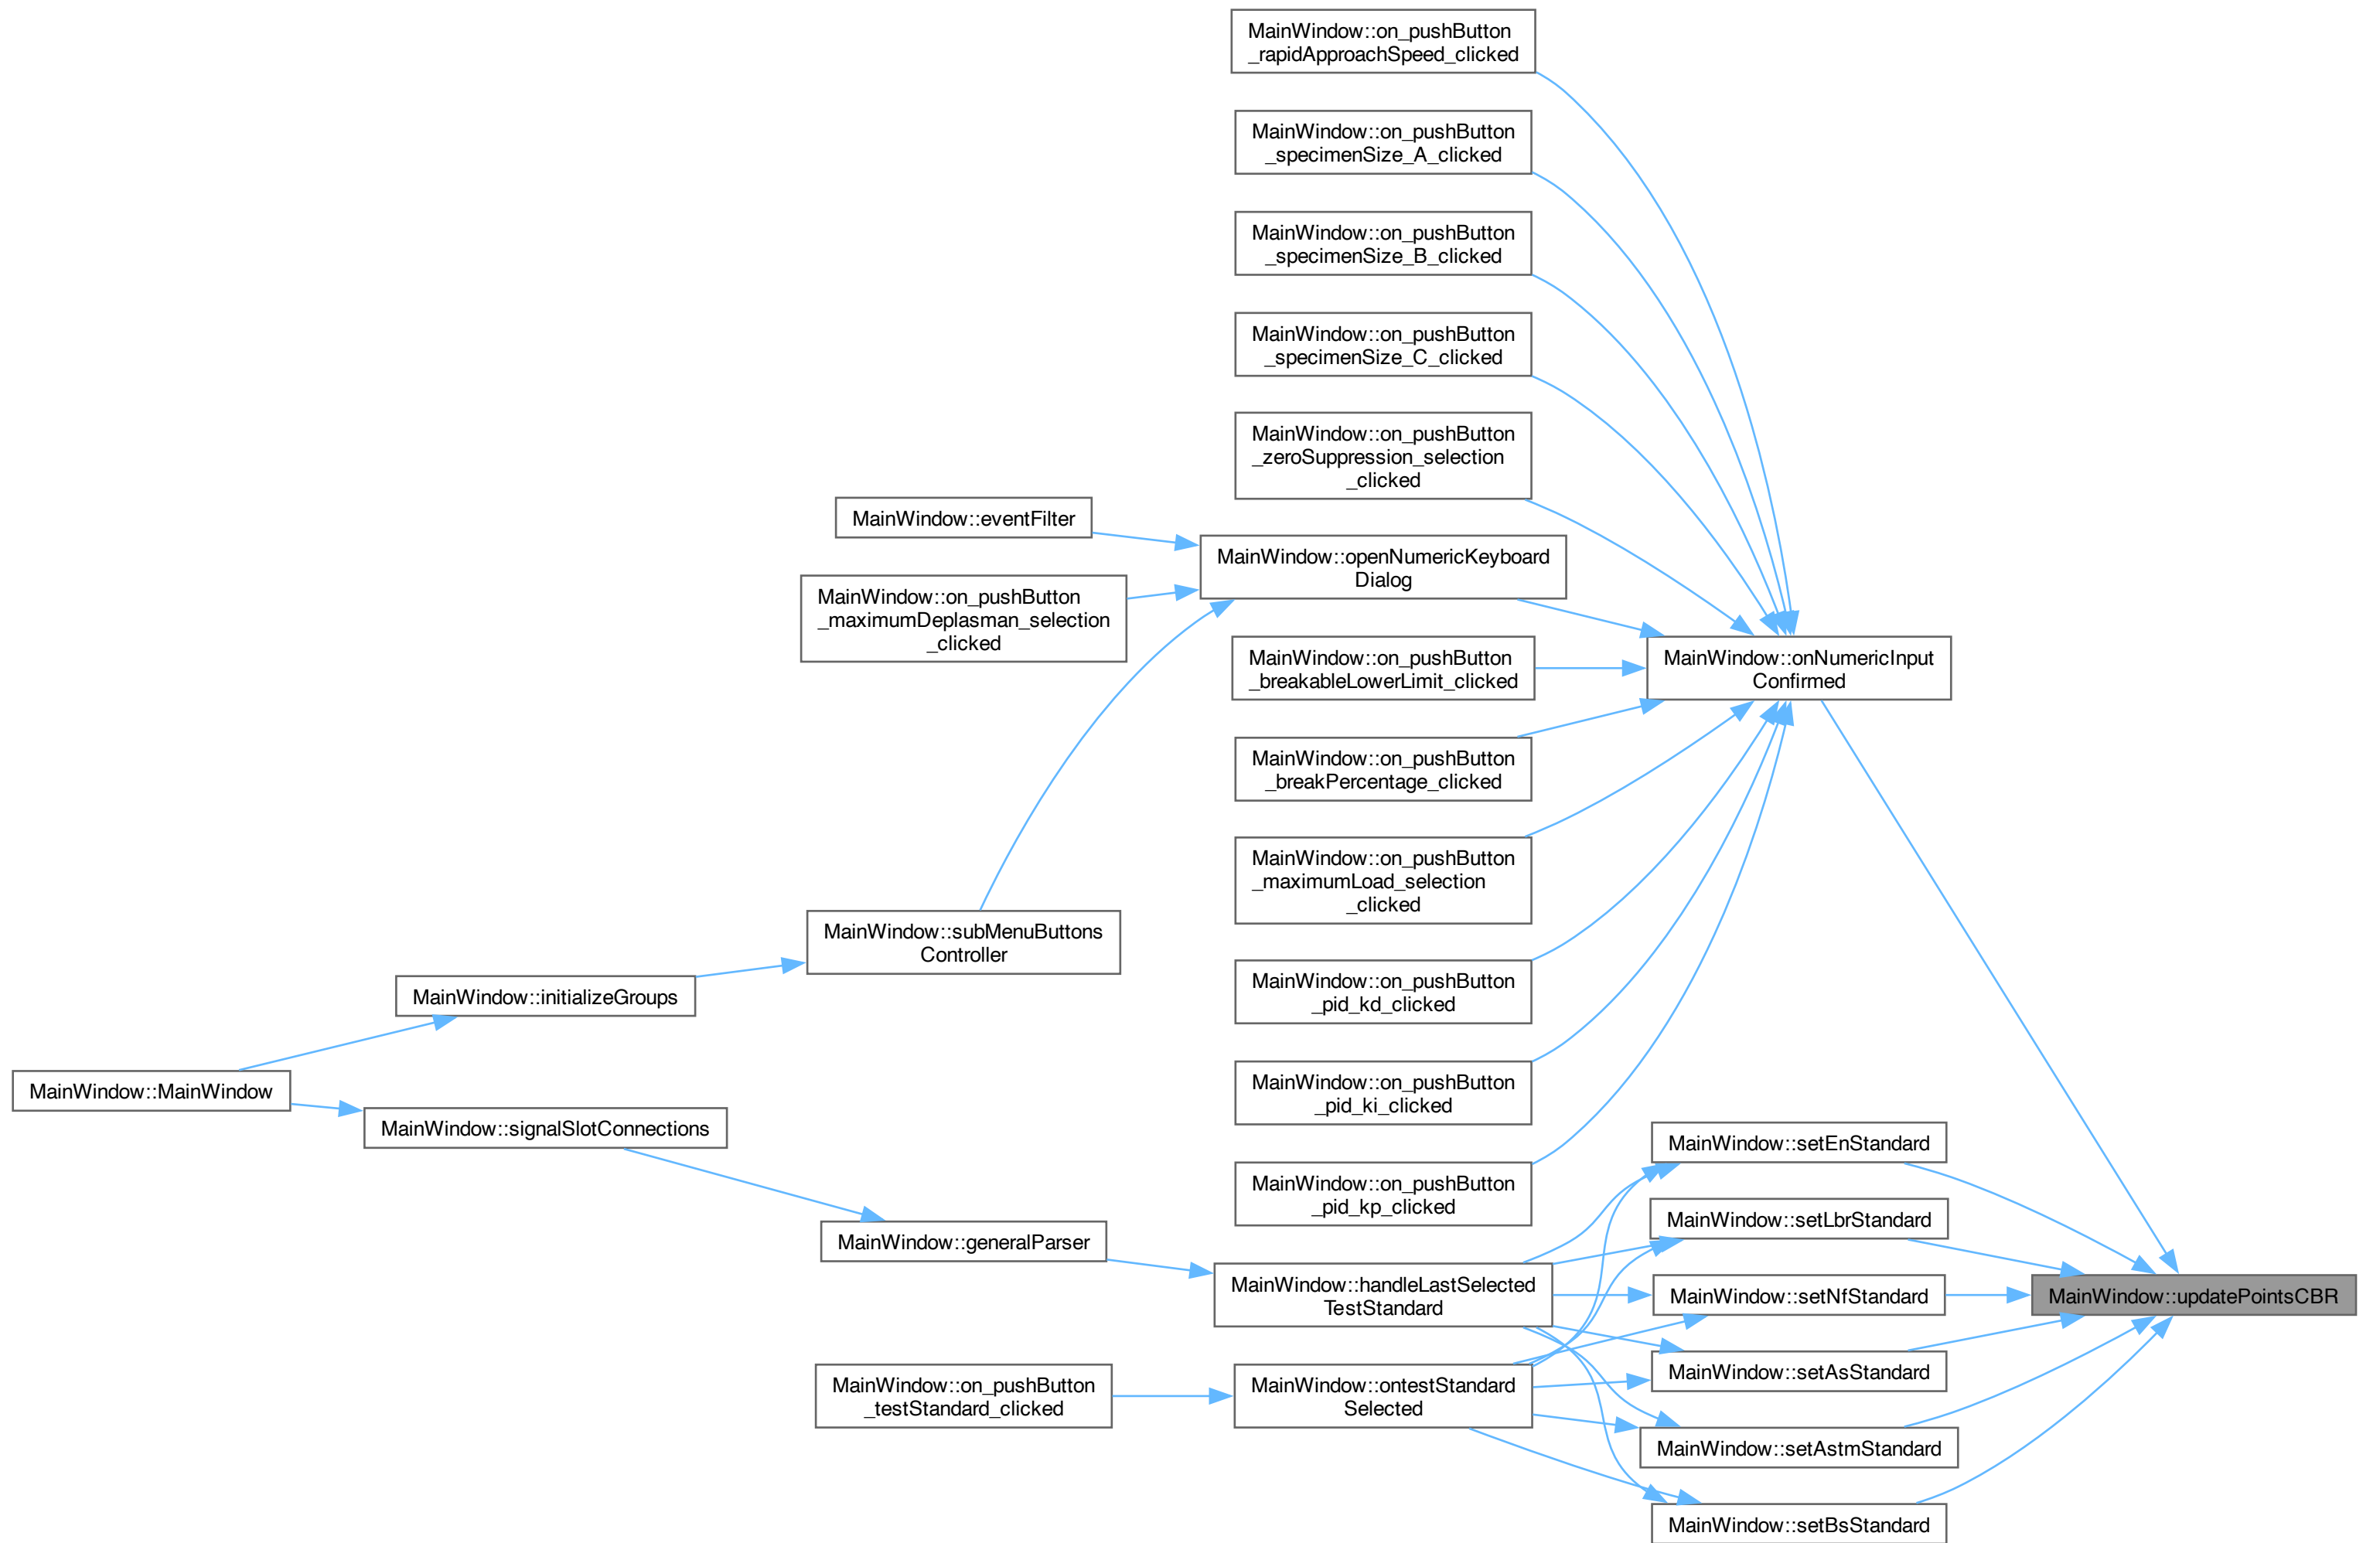 MainWindow::on_pushButton
_rapidApproachSpeed_clicked
MainWindow::on_pushButton
_specimenSize_A_clicked
MainWindow::on_pushButton
_specimenSize_B_clicked
MainWindow::on_pushButton
_specimenSize_C_clicked
MainWindow::on_pushButton
_zeroSuppression_selection
_clicked
MainWindow::eventFilter
MainWindow::openNumericKeyboard
Dialog
MainWindow::on_pushButton
_maximumDeplasman_selection
_clicked
MainWindow::on_pushButton
_breakableLowerLimit_clicked
MainWindow::onNumericInput
Confirmed
MainWindow::on_pushButton
_breakPercentage_clicked
MainWindow::on_pushButton
_maximumLoad_selection
_clicked
MainWindow::subMenuButtons
Controller
MainWindow::on_pushButton
_pid_kd_clicked
MainWindow::initializeGroups
MainWindow::on_pushButton
_pid_ki_clicked
MainWindow::MainWindow
MainWindow::signalSlotConnections
MainWindow::setEnStandard
MainWindow::on_pushButton
_pid_kp_clicked
MainWindow::setLbrStandard
MainWindow::generalParser
MainWindow::handleLastSelected
TestStandard
MainWindow::setNfStandard
MainWindow::updatePointsCBR
MainWindow::setAsStandard
MainWindow::on_pushButton
_testStandard_clicked
MainWindow::ontestStandard
Selected
MainWindow::setAstmStandard
MainWindow::setBsStandard